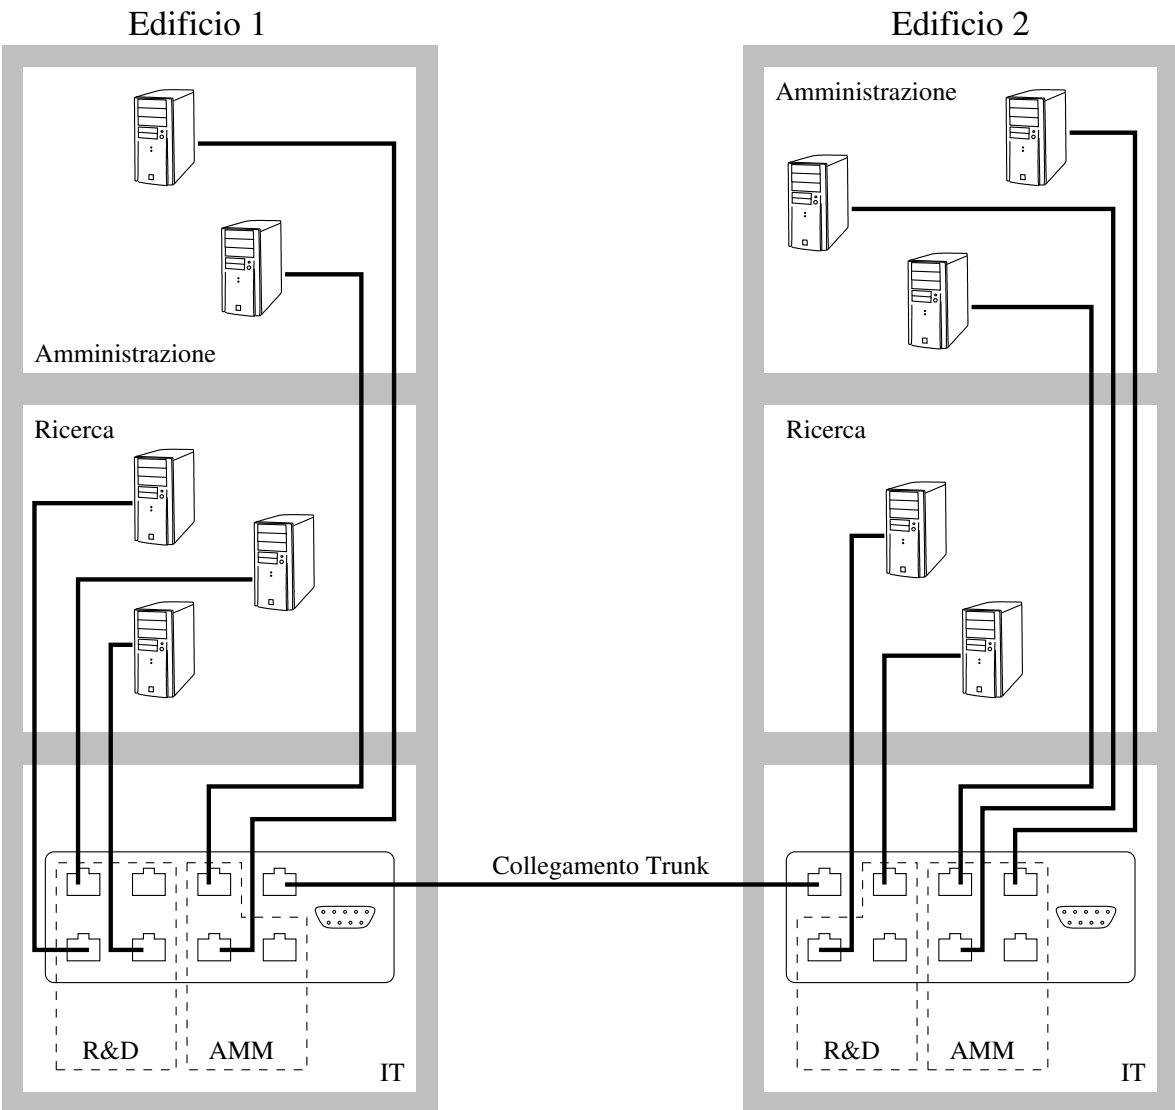 Edificio 1
Edificio 2
Amministrazione
Ricerca
R&D
AMM
IT
Collegamento Trunk
Amministrazione
Ricerca
R&D
AMM
IT